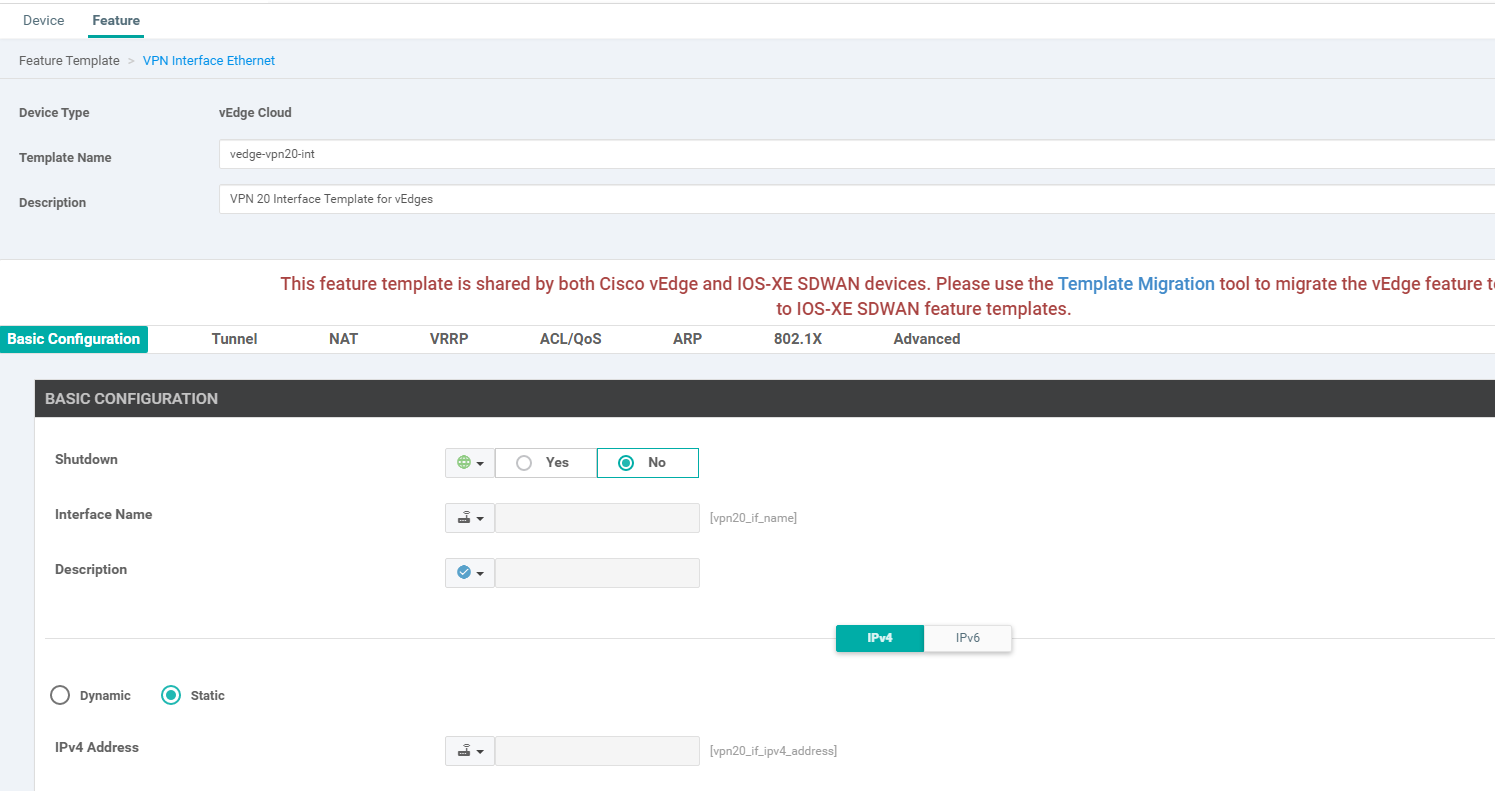 Device Feature
Feature Template > VPN Interface Ethernet
Device Type vEdge Cloud
Template Name vedge-vpn20-int
Description VPN 20 Interface Template for vEdges
This feature template is shared by both Cisco vEdge and IOS-XE SDWAN devices. Please use the Template Migration tool to migrate the vEdge feature
to IOS-XE SDWAN feature templates.
Basic Configuration Tunnel NAT VRRP ACL/QoS ARP 802.1X Advanced
BASIC CONFIGURATION
Shutdown Yes No
Interface Name [vpn20_if_name]
Description
IPv4 IPv6
Dynamic Static
IPv4 Address [vpn20_if_ipv4_address]